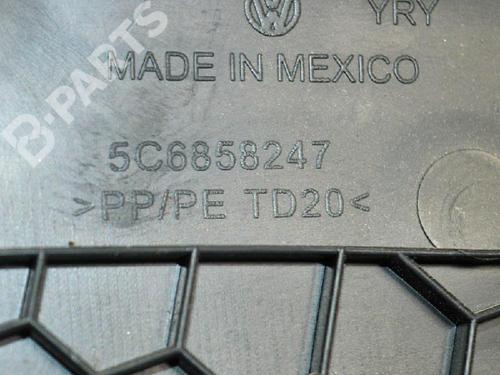 YRY
MADE IN MEXICO
5C6858247
>PP/PE TD20<
B-PARTS